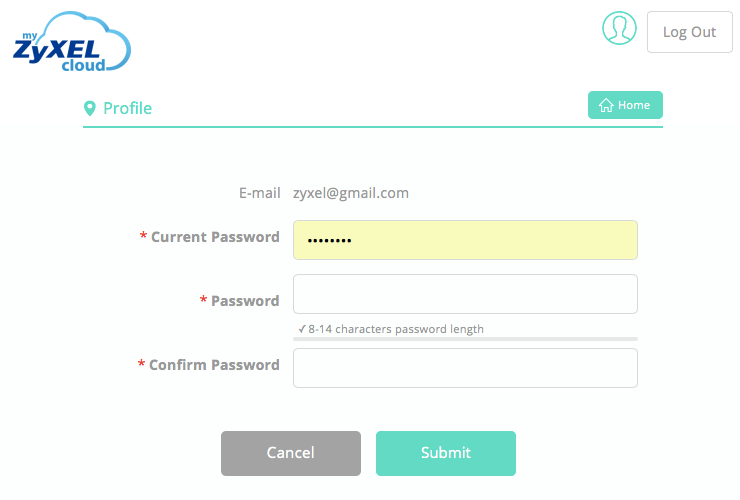 my
ZyXEL
cloud
Log Out
Profile
Home
E-mail zyxel@gmail.com
* Current Password ••••••••
* Password
✓ 8-14 characters password length
* Confirm Password
Cancel Submit